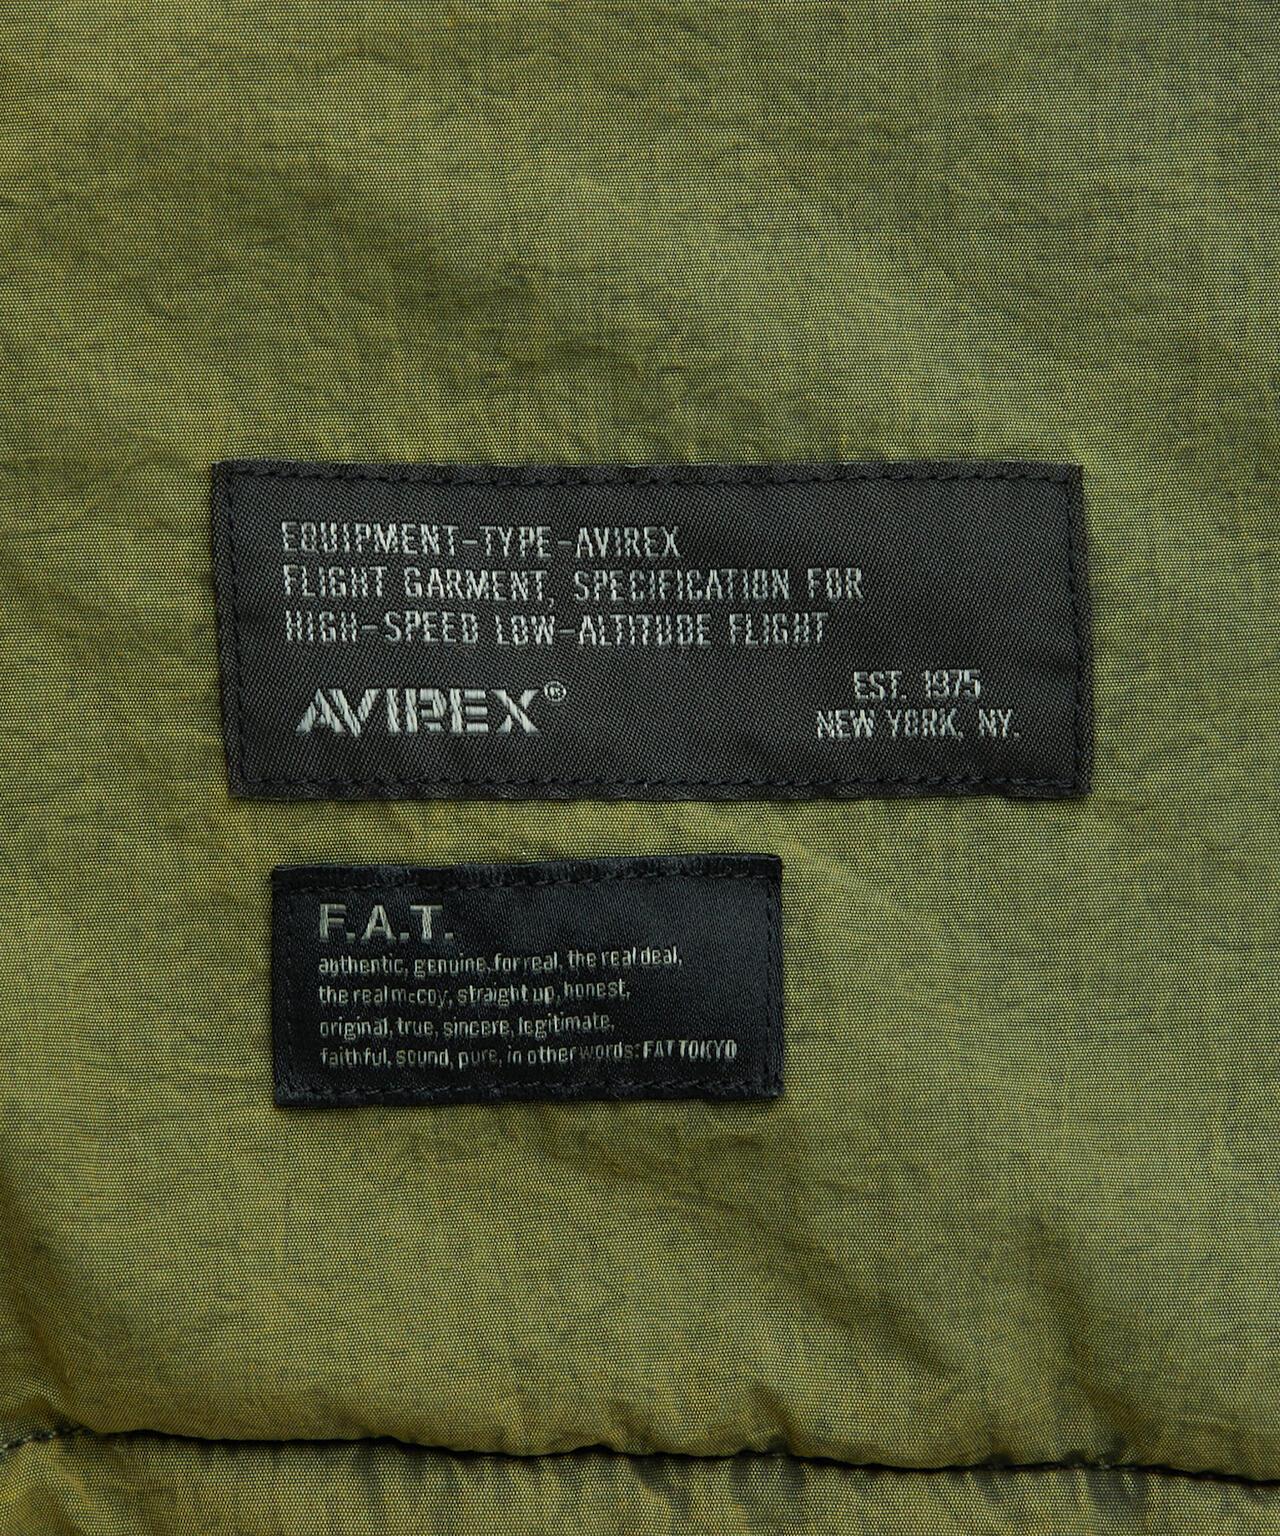 EQUIPMENT-TYPE-AVIREX
FLIGHT GARMENT, SPECIFICATION FOR
HIGH-SPEED LOW-ALTITUDE FLIGHT
AVIREX®
EST. 1975
NEW YORK, NY.
F.A.T.
authentic, genuine, for real, the real deal,
the real mccoy, straight up, honest,
original, true, sincere, legitimate,
faithful, sound, pure, in other words: FAT TOKYO